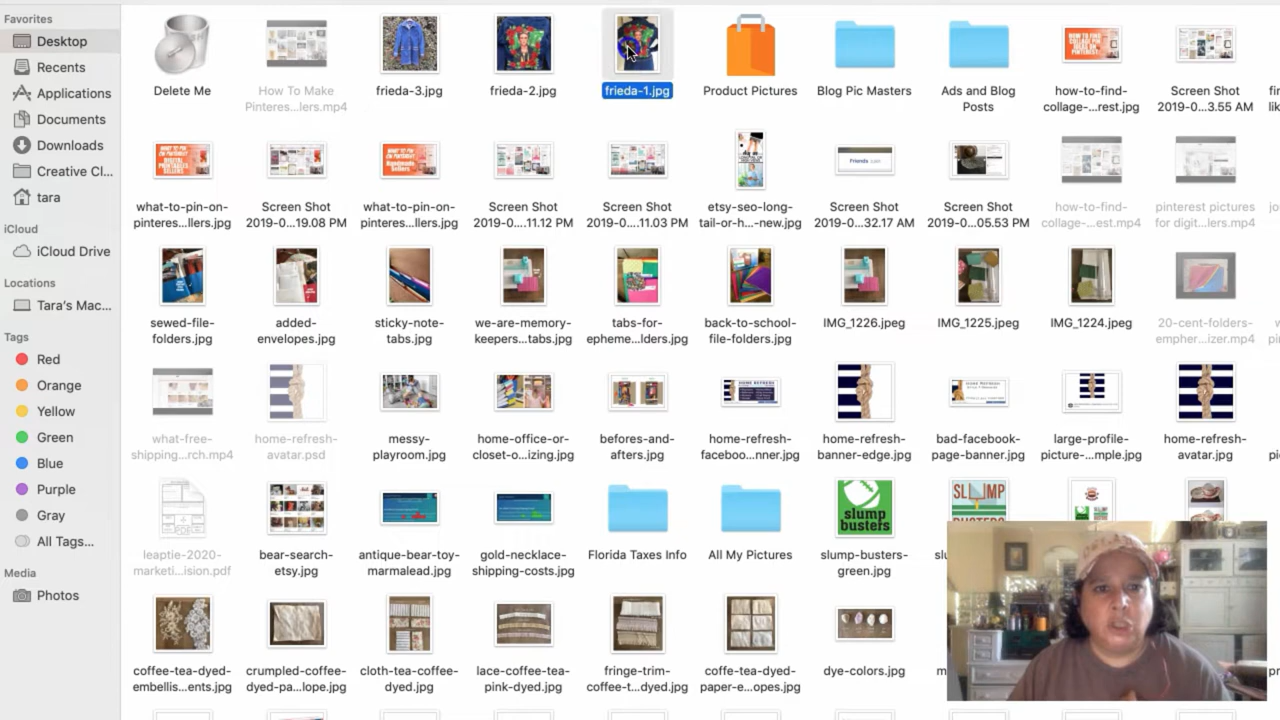 Favorites
Desktop
Recents
Applications
Documents
Downloads
Creative Cl...
tara
iCloud
iCloud Drive
Locations
Tara's Mac...
Tags
Red
Orange
Yellow
Green
Blue
Purple
Gray
All Tags...
Media
Photos
Delete Me
How To Make
Pinteres...lers.mp4
frieda-3.jpg
frieda-2.jpg
frieda-1.jpg
Product Pictures
Blog Pic Masters
Ads and Blog
Posts
HOW TO FIND
COLLAGE PIN
IDEAS ON
PINTEREST
how-to-find-
collage-...rest.jpg
Screen Shot
2019-0...3.55 AM
what-to-pin-on-
pinteres...llers.jpg
Screen Shot
2019-0...19.08 PM
what-to-pin-on-
pinteres...llers.jpg
Screen Shot
2019-0....11.12 PM
Screen Shot
2019-0...11.03 PM
etsy-seo-long-
tail-or-h...-new.jpg
Friends
Screen Shot
2019-0...32.17 AM
Screen Shot
2019-0...05.53 PM
how-to-find-
collage-...est.mp4
pinterest pictures
for digit...lers.mp4
sewed-file-
folders.jpg
added-
envelopes.jpg
sticky-note-
tabs.jpg
we-are-memory-
keepers...tabs.jpg
tabs-for-
epheme...lders.jpg
back-to-school-
file-folders.jpg
IMG_1226.jpeg
IMG_1225.jpeg
IMG_1224.jpeg
20-cent-folders-
empher...izer.mp4
what-free-
shipping...rch.mp4
home-refresh-
avatar.psd
messy-
playroom.jpg
home-office-or-
closet-o...izing.jpg
befores-and-
afters.jpg
HOME REFRESH
home-refresh-
faceboo...nner.jpg
home-refresh-
banner-edge.jpg
HOME REFRESH
bad-facebook-
page-banner.jpg
large-profile-
picture-...mple.jpg
home-refresh-
avatar.jpg
leaptie-2020-
marketi...ision.pdf
bear-search-
etsy.jpg
antique-bear-toy-
marmalead.jpg
gold-necklace-
shipping-costs.jpg
Florida Taxes Info
All My Pictures
slump
busters
slump-busters-
green.jpg
SLUMP
BUSTERS
coffee-tea-dyed-
embellis...ents.jpg
crumpled-coffee-
dyed-pa...lope.jpg
cloth-tea-coffee-
dyed.jpg
lace-coffee-tea-
pink-dyed.jpg
fringe-trim-
coffee-t...dyed.jpg
coffe-tea-dyed-
paper-e...opes.jpg
dye-colors.jpg